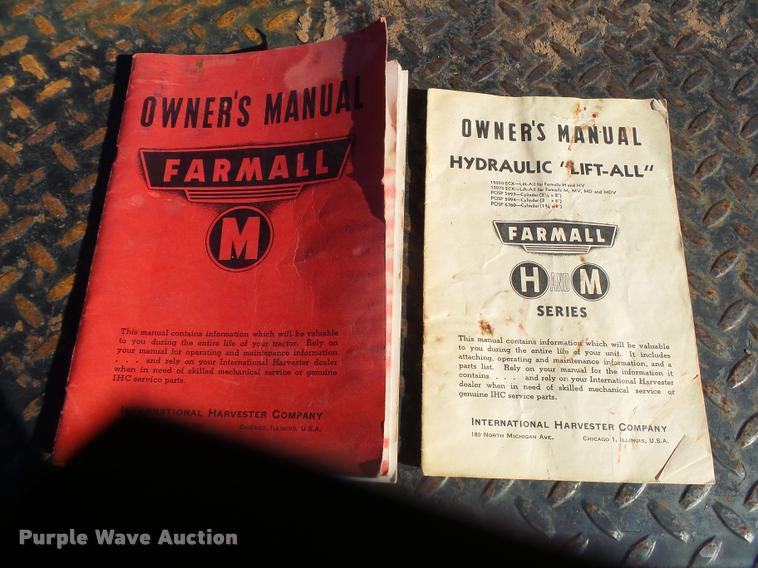 OWNER'S MANUAL
FARMALL
M
This manual contains information which will be valuable
to you during the entire life of your tractor. Rely on
your manual for operating and maintenance information
. . . and rely on your International Harvester dealer
when in need of skilled mechanical service or genuine
IHC service parts.
INTERNATIONAL HARVESTER COMPANY
CHICAGO, ILLINOIS, U.S.A.
OWNER'S MANUAL
HYDRAULIC "LIFT-ALL"
FARMALL
H AND M
SERIES
This manual contains information which will be valuable
to you during the entire life of your unit. It includes
attaching, operating and maintenance information, and a
parts list. Rely on your manual for the information it
contains . . . and rely on your International Harvester
dealer when in need of skilled mechanical service or
genuine IHC service parts.
INTERNATIONAL HARVESTER COMPANY
180 NORTH MICHIGAN AVE. CHICAGO 1, ILLINOIS, U.S.A.
Purple Wave Auction